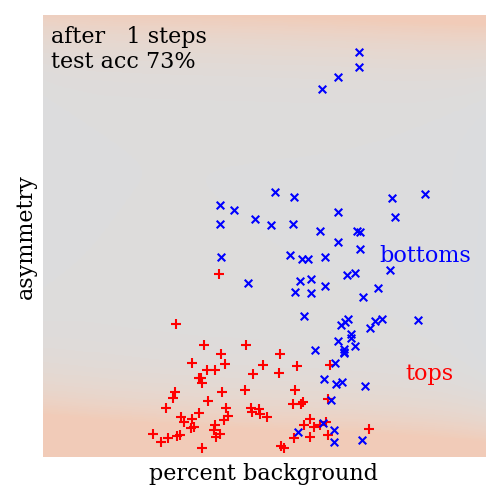 after   1 steps
test acc 73%
asymmetry
bottoms
tops
percent background